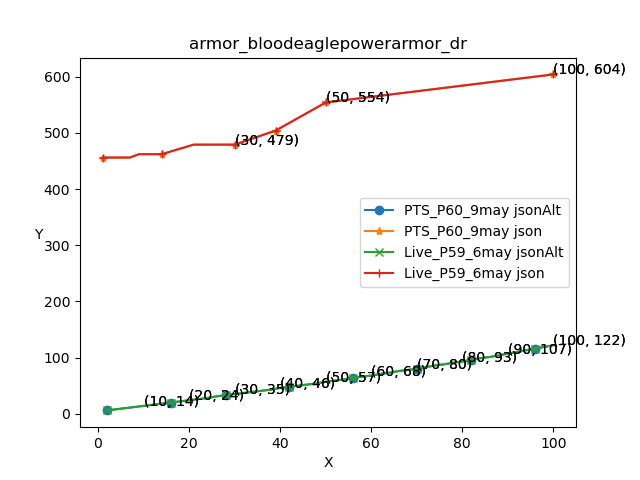 armor_bloodeaglepowerarmor_dr
600
500
400
300
200
100
0
Y
(100, 604)
(50, 554)
(30, 479)
PTS_P60_9may jsonAlt
PTS_P60_9may json
Live_P59_6may jsonAlt
Live_P59_6may json
(100, 122)
(90, 107)
(80, 93)
(70, 80)
(60, 68)
(50, 57)
(40, 46)
(30, 35)
(20, 24)
(10, 14)
0 20 40 60 80 100
X